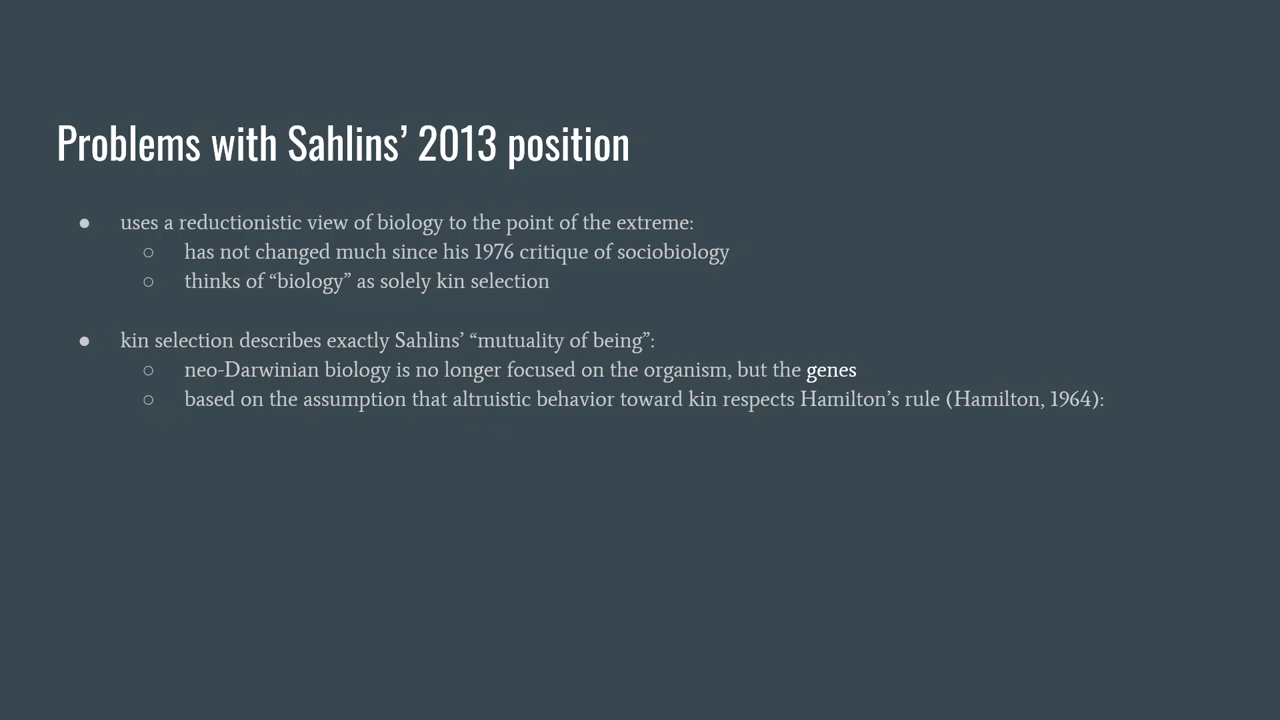 Problems with Sahlins’ 2013 position
● uses a reductionistic view of biology to the point of the extreme:
○ has not changed much since his 1976 critique of sociobiology
○ thinks of “biology” as solely kin selection
● kin selection describes exactly Sahlins’ “mutuality of being”:
○ neo-Darwinian biology is no longer focused on the organism, but the genes
○ based on the assumption that altruistic behavior toward kin respects Hamilton’s rule (Hamilton, 1964):